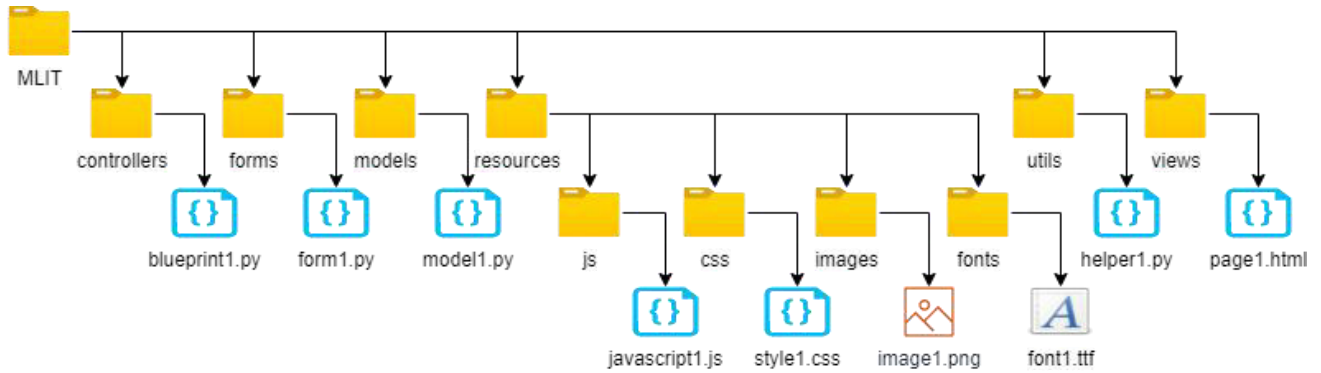 MLIT
controllers
forms
models
resources
utils
views
blueprint1.py
form1.py
model1.py
js
css
images
fonts
helper1.py
page1.html
javascript1.js
style1.css
image1.png
font1.ttf